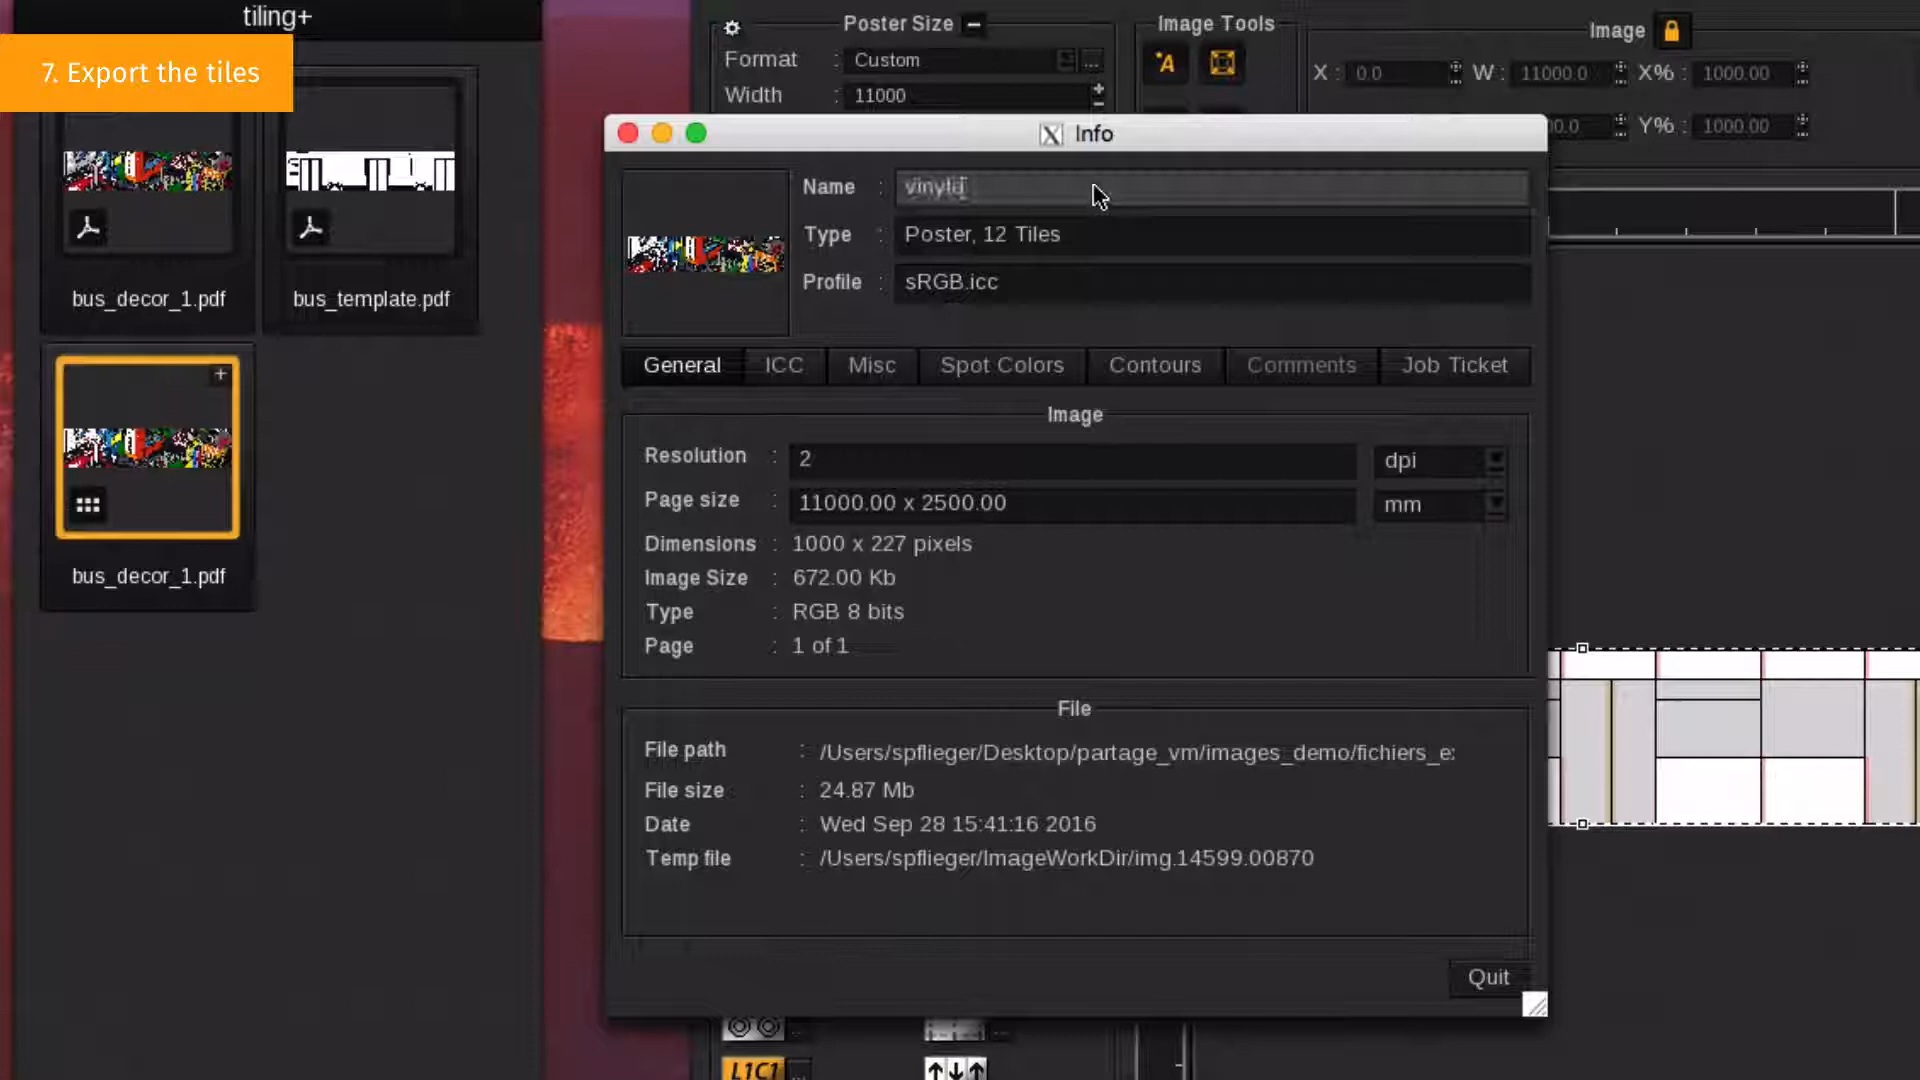 tiling+
7. Export the tiles
bus_decor_1.pdf
bus_template.pdf
bus_decor_1.pdf
Poster Size
Format : Custom ...
Width : 11000
Image Tools
Image
X : 0.0 W : 11000.0 X% : 1000.00
Y% : 1000.00
Info
Name :
Type : Poster, 12 Tiles
Profile : sRGB.icc
General ICC Misc Spot Colors Contours Comments Job Ticket
Image
Resolution : 2 dpi
Page size : 11000.00 x 2500.00 mm
Dimensions : 1000 x 227 pixels
Image Size : 672.00 Kb
Type : RGB 8 bits
Page : 1 of 1
File
File path : /Users/spflieger/Desktop/partage_vm/images_demo/fichiers_e
File size : 24.87 Mb
Date : Wed Sep 28 15:41:16 2016
Temp file : /Users/spflieger/ImageWorkDir/img.14599.00870
Quit
L1C1